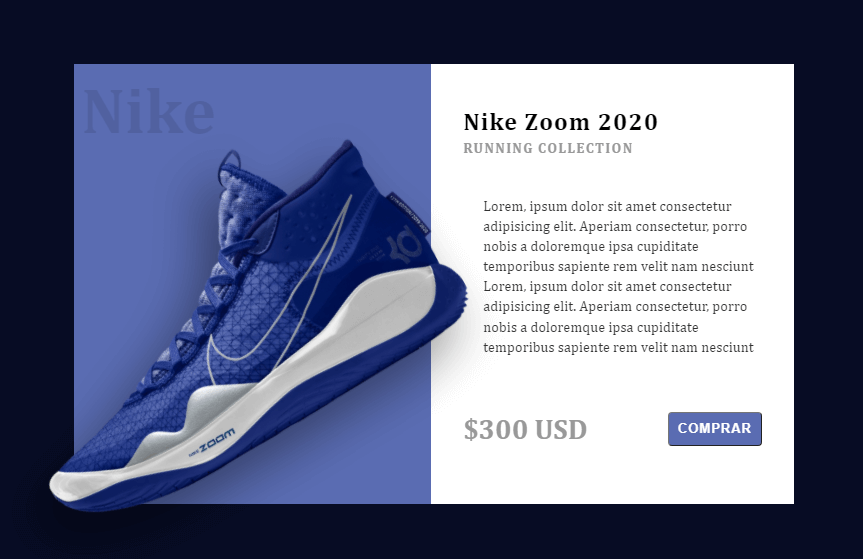 Nike
Nike Zoom 2020
RUNNING COLLECTION
Lorem, ipsum dolor sit amet consectetur
adipisicing elit. Aperiam consectetur, porro
nobis a doloremque ipsa cupiditate
temporibus sapiente rem velit nam nesciunt
Lorem, ipsum dolor sit amet consectetur
adipisicing elit. Aperiam consectetur, porro
nobis a doloremque ipsa cupiditate
temporibus sapiente rem velit nam nesciunt
$300 USD
COMPRAR
NIKE ZOOM